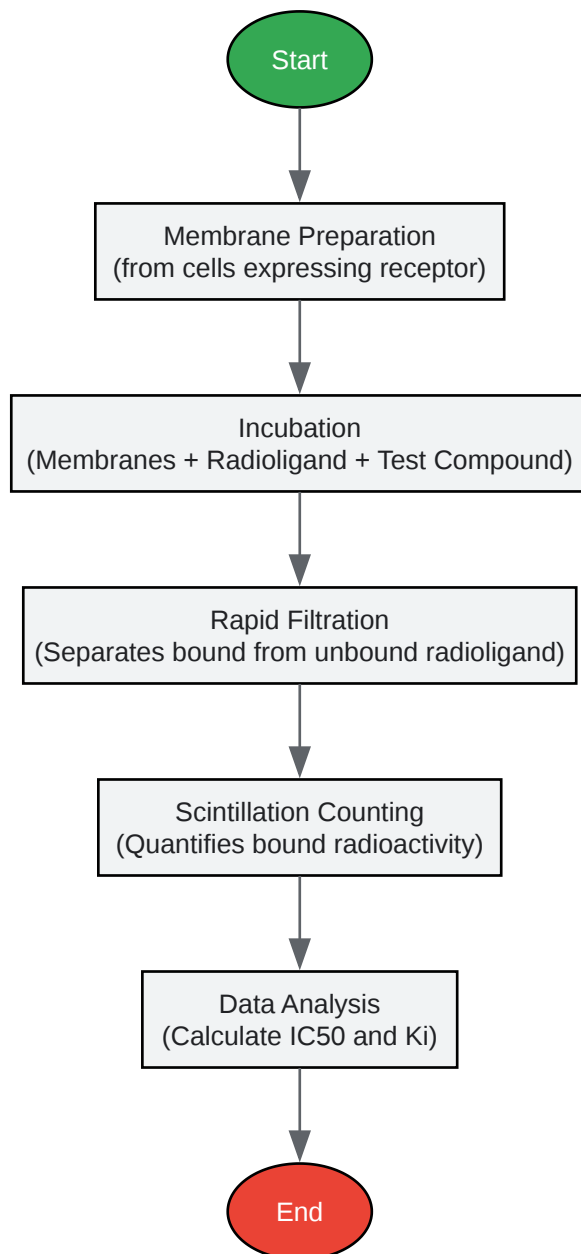 Start
Membrane Preparation
(from cells expressing receptor)
Incubation
(Membranes + Radioligand + Test Compound)
Rapid Filtration
(Separates bound from unbound radioligand)
Scintillation Counting
(Quantifies bound radioactivity)
Data Analysis
(Calculate IC50 and Ki)
End